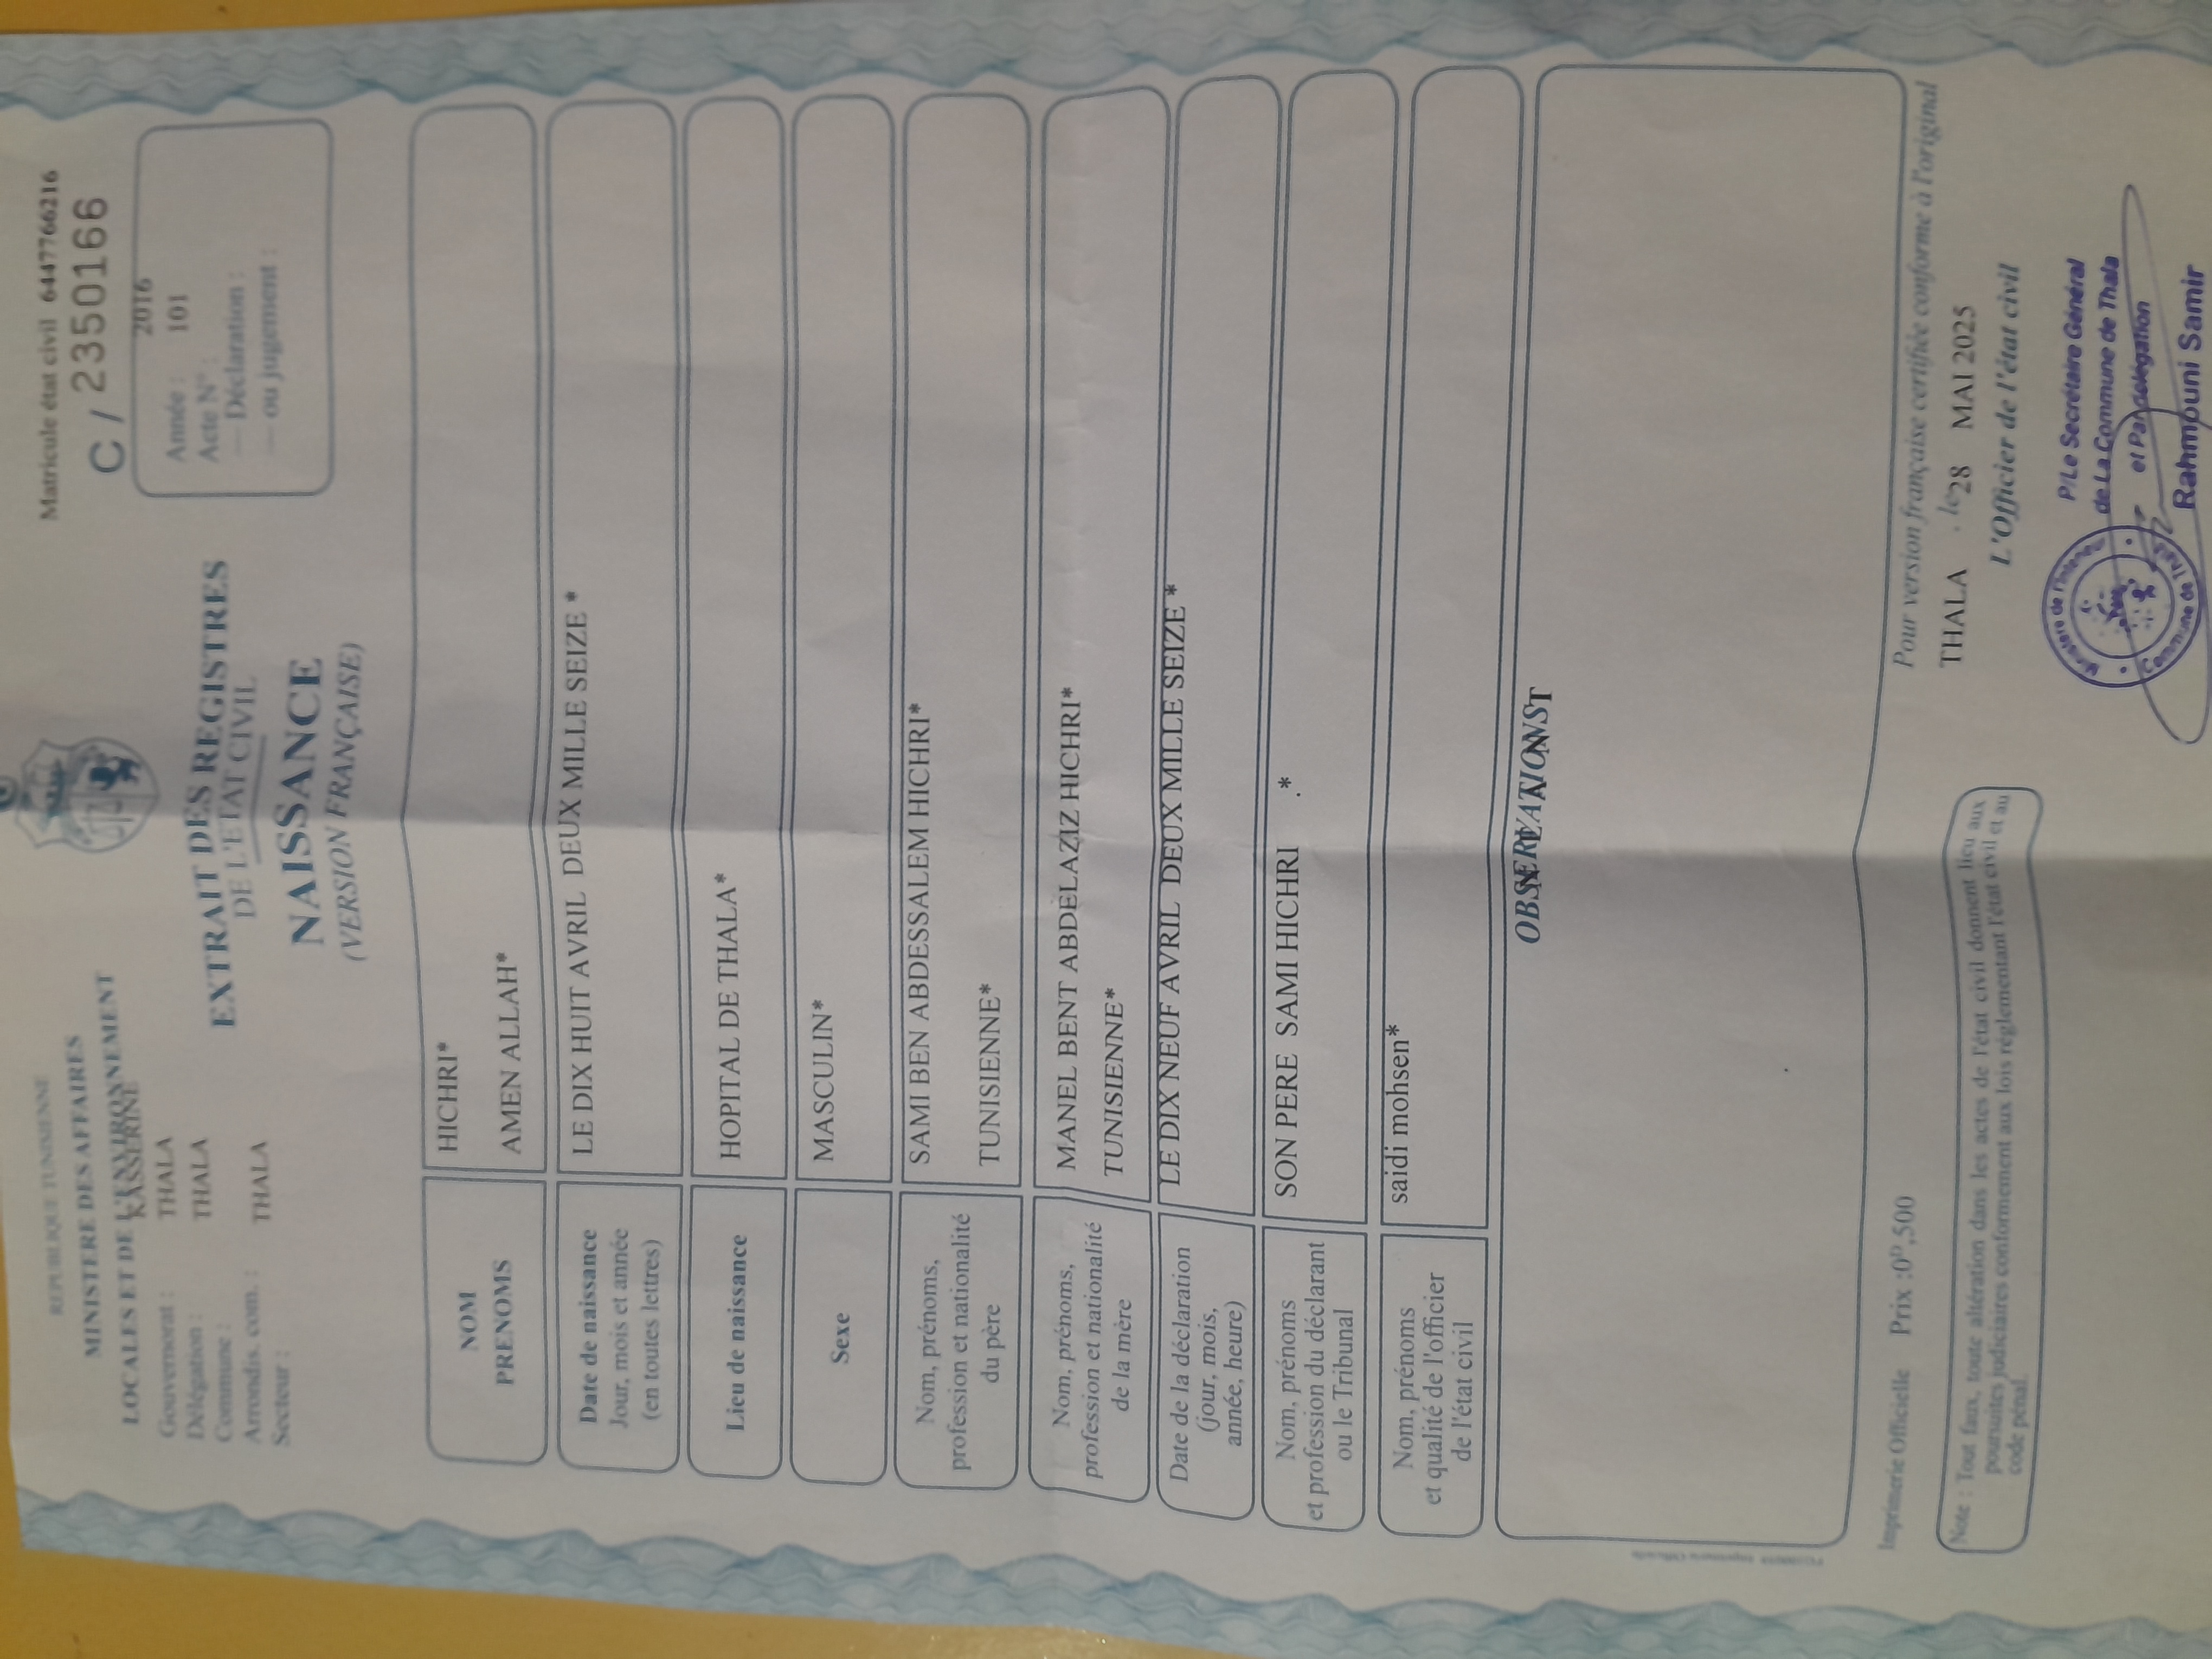 REPUBLIQUE TUNISIENNE
MINISTERE DES AFFAIRES
LOCALES ET DE L'ENVIRONNEMENT
Gouvernorat : KASSERINE
Délégation : THALA
Commune : THALA
Arrondis. com. :
Secteur : THALA
EXTRAIT DES REGISTRES
DE L'ETAT CIVIL
NAISSANCE
(VERSION FRANÇAISE)
Matricule état civil 6447766216
C / 2350166
2016
Année :
Acte N° : 101
— Déclaration :
— ou jugement :
NOM
PRENOMS
HICHRI*
AMEN ALLAH*
Date de naissance
Jour, mois et année
(en toutes lettres)
LE DIX HUIT AVRIL DEUX MILLE SEIZE *
Lieu de naissance
HOPITAL DE THALA*
Sexe
MASCULIN*
Nom, prénoms,
profession et nationalité
du père
SAMI BEN ABDESSALEM HICHRI*
TUNISIENNE*
Nom, prénoms,
profession et nationalité
de la mère
MANEL BENT ABDELAZIZ HICHRI*
TUNISIENNE*
Date de la déclaration
(jour, mois,
année, heure)
LE DIX NEUF AVRIL DEUX MILLE SEIZE *
Nom, prénoms
et profession du déclarant
ou le Tribunal
SON PERE SAMI HICHRI .*
Nom, prénoms
et qualité de l'officier
de l'état civil
saidi mohsen*
OBSERVATIONS
Imprimerie Officielle Prix :0D,500
Note : Tout faux, toute altération dans les actes de l'état civil donnent lieu aux
poursuites judiciaires conformement aux lois réglementant l'état civil et au
code pénal.
Pour version française certifiée conforme à l'original
THALA . le 28 MAI 2025
L'Officier de l'état civil
P/Le Secrétaire Général
de La Commune de Thala
et Par délégation
Rahmouni Samir
Ministère de l'Intérieur
Commune de Thala